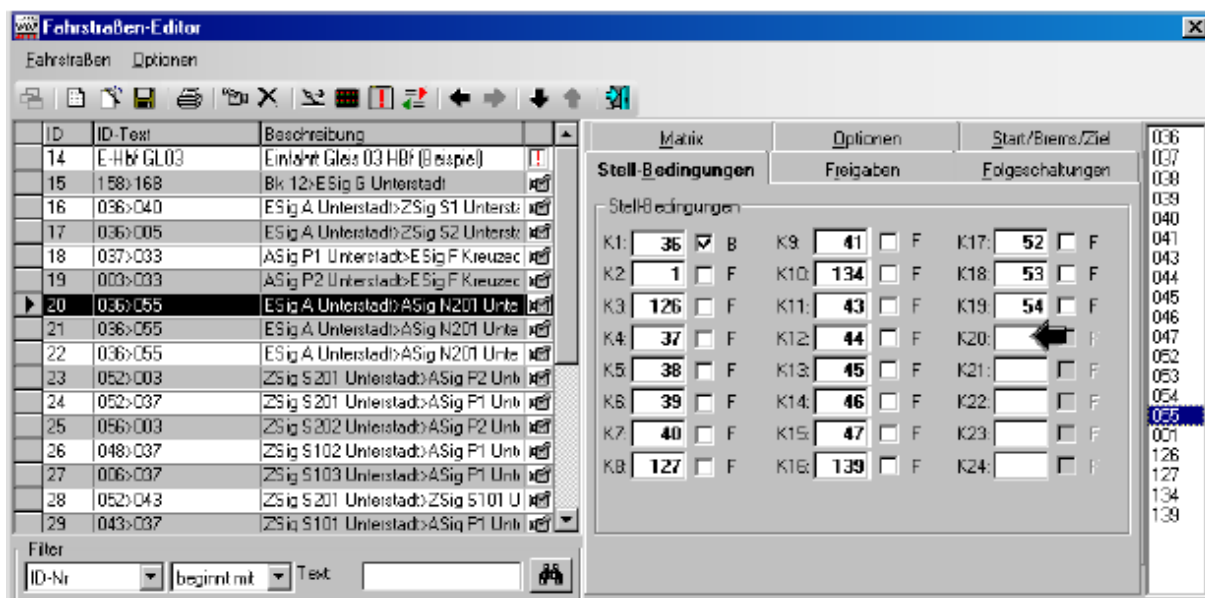 Fahrstraßen-Editor
Fahrstraßen Optionen
ID ID-Text Beschreibung
14 E-Hbf GL03 Einfahrt Gleis 03 HBf (Beispiel)
15 158>168 Bk 12>ESig G Unterstadt
16 036>040 ESig A Unterstadt>ZSig S1 Unterst
17 036>005 ESig A Unterstadt>ZSig S2 Unterst
18 037>033 ASig P1 Unterstadt>ESig F Kreuzec
19 003>033 ASig P2 Unterstadt>ESig F Kreuzec
20 036>055 ESig A Unterstadt>ASig N201 Unte
21 036>055 ESig A Unterstadt>ASig N201 Unte
22 036>055 ESig A Unterstadt>ASig N201 Unte
23 052>003 ZSig S201 Unterstadt>ASig P2 Unt
24 052>037 ZSig S201 Unterstadt>ASig P1 Unt
25 056>003 ZSig S202 Unterstadt>ASig P2 Unt
26 048>037 ZSig S102 Unterstadt>ASig P1 Unt
27 006>037 ZSig S103 Unterstadt>ASig P1 Unt
28 052>043 ZSig S201 Unterstadt>ZSig S101 U
29 043>037 ZSig S101 Unterstadt>ASig P1 Unt
Filter
ID-Nr beginnt mit Text:
Matrix Optionen Start/Brems/Ziel
Stell-Bedingungen Freigaben Folgeschaltungen
Stell-Bedingungen
K1: 36 B K9: 41 F K17: 52 F
K2: 1 F K10: 134 F K18: 53 F
K3: 126 F K11: 43 F K19: 54 F
K4: 37 F K12: 44 F K20: F
K5: 38 F K13: 45 F K21: F
K6: 39 F K14: 46 F K22: F
K7: 40 F K15: 47 F K23: F
K8: 127 F K16: 139 F K24: F
036
037
038
039
040
041
043
044
045
046
047
052
053
054
055
001
126
127
134
139